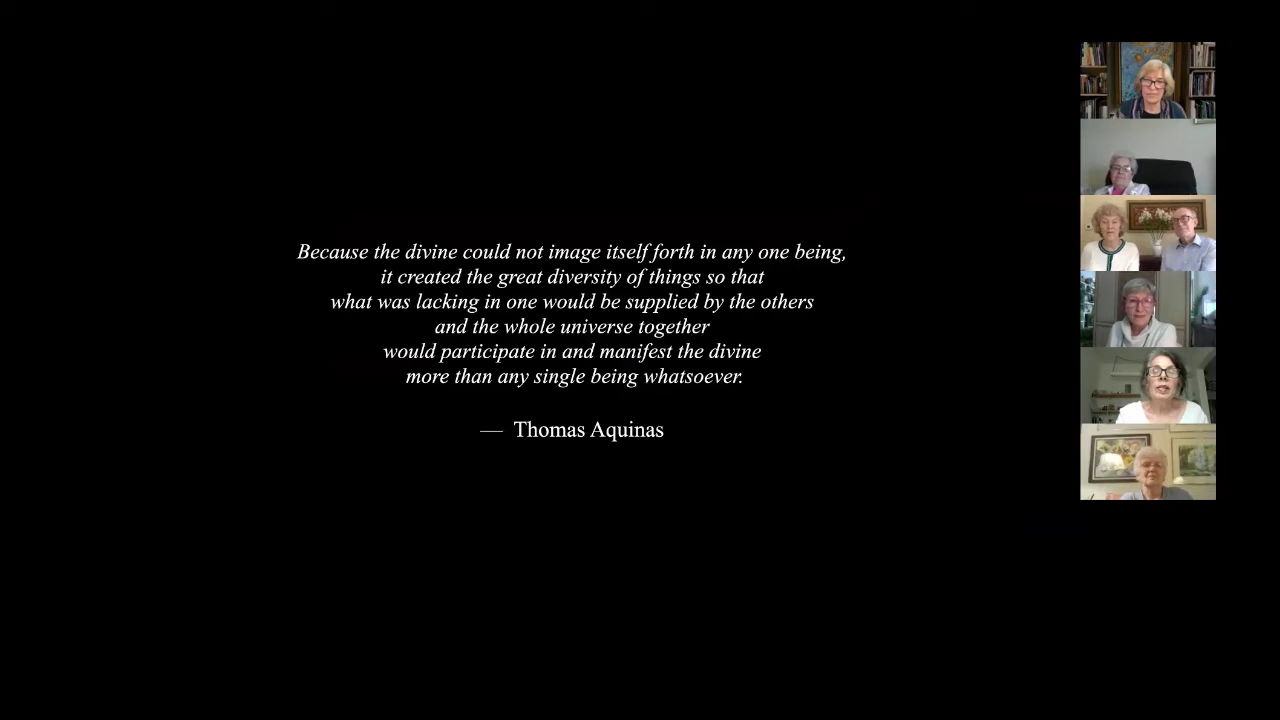 Because the divine could not image itself forth in any one being,
it created the great diversity of things so that
what was lacking in one would be supplied by the others
and the whole universe together
would participate in and manifest the divine
more than any single being whatsoever.
— Thomas Aquinas